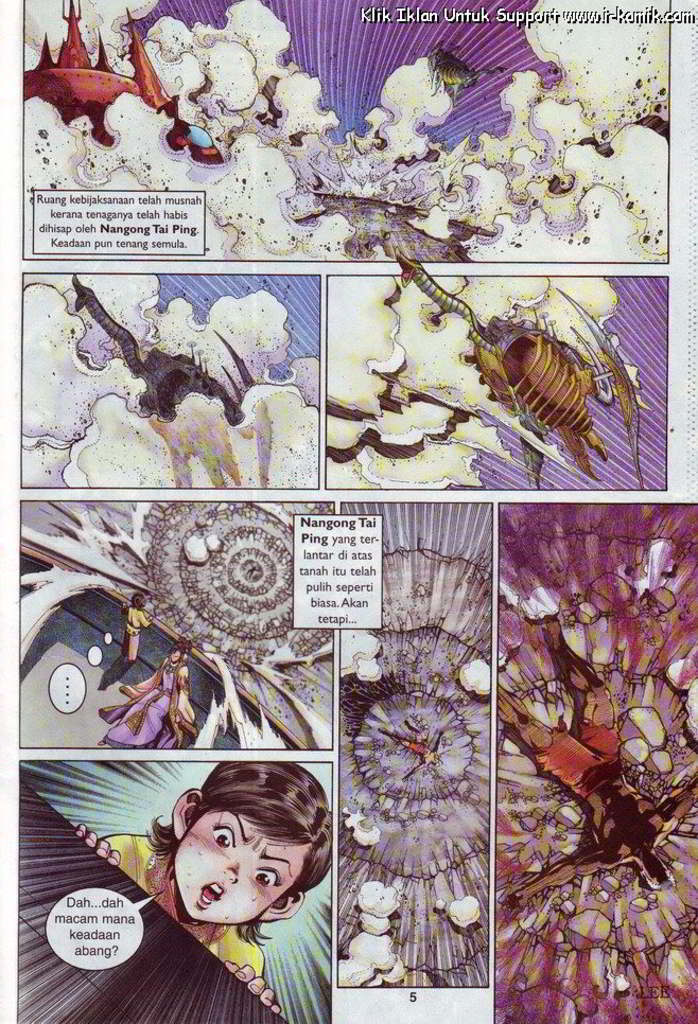 Klik Iklan Untuk Support www.ir-komik.com
Ruang kebijaksanaan telah musnah
kerana tenaganya telah habis
dihisap oleh Nangong Tai Ping.
Keadaan pun tenang semula.
Nangong Tai
Ping yang ter-
lantar di atas
tanah itu telah
pulih seperti
biasa. Akan
tetapi...
....
Dah...dah
macam mana
keadaan
abang?
5
LEE